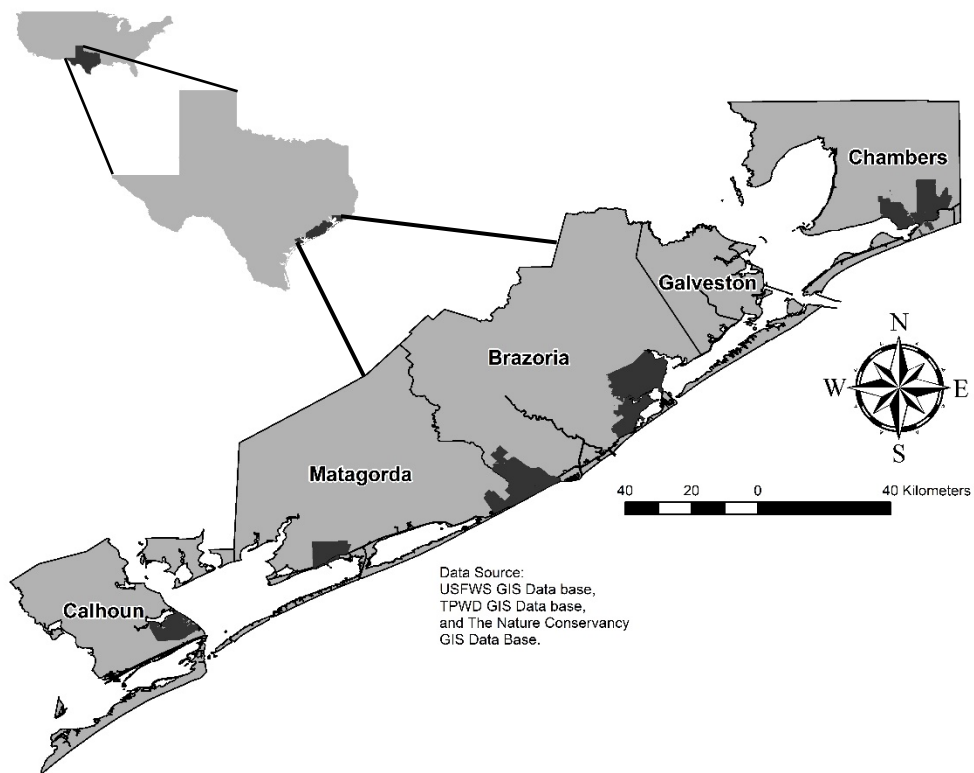 Chambers
Galveston
Brazoria
N
W E
S
Matagorda
40 20 0 40 Kilometers
Data Source:
USFWS GIS Data base,
TPWD GIS Data base,
and The Nature Conservancy
GIS Data Base.
Calhoun